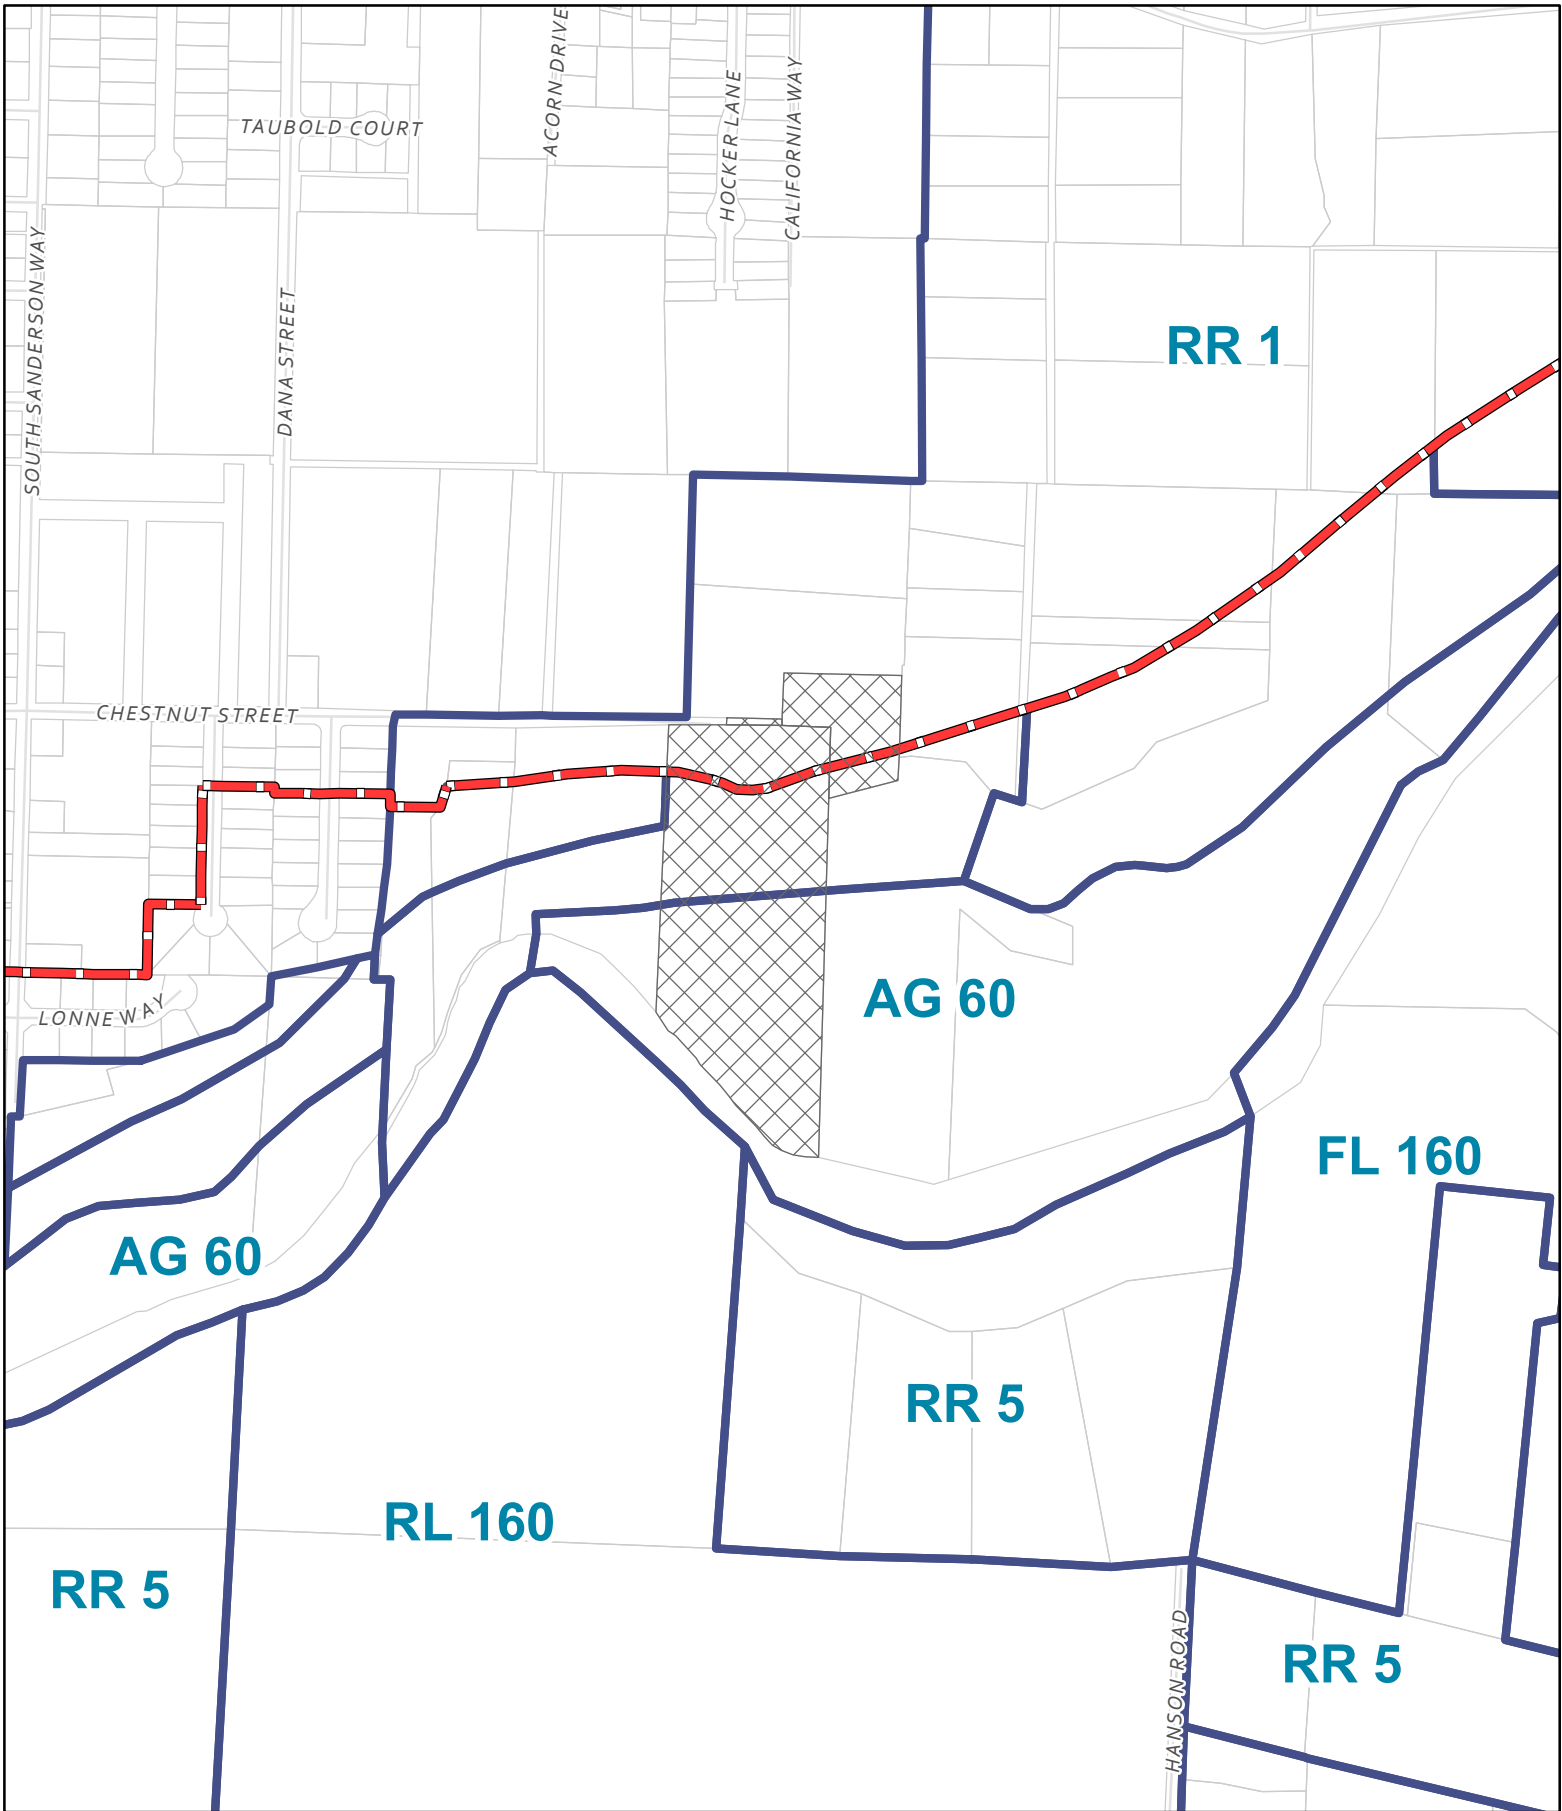 ACORN DRIVE
HOCKER LANE
CALIFORNIA WAY
TAUBOLD COURT
SOUTH SANDERSON WAY
DANA STREET
RR 1
CHESTNUT STREET
AG 60
LONNE WAY
FL 160
AG 60
RR 5
RL 160
RR 5
HANSON ROAD
RR 5